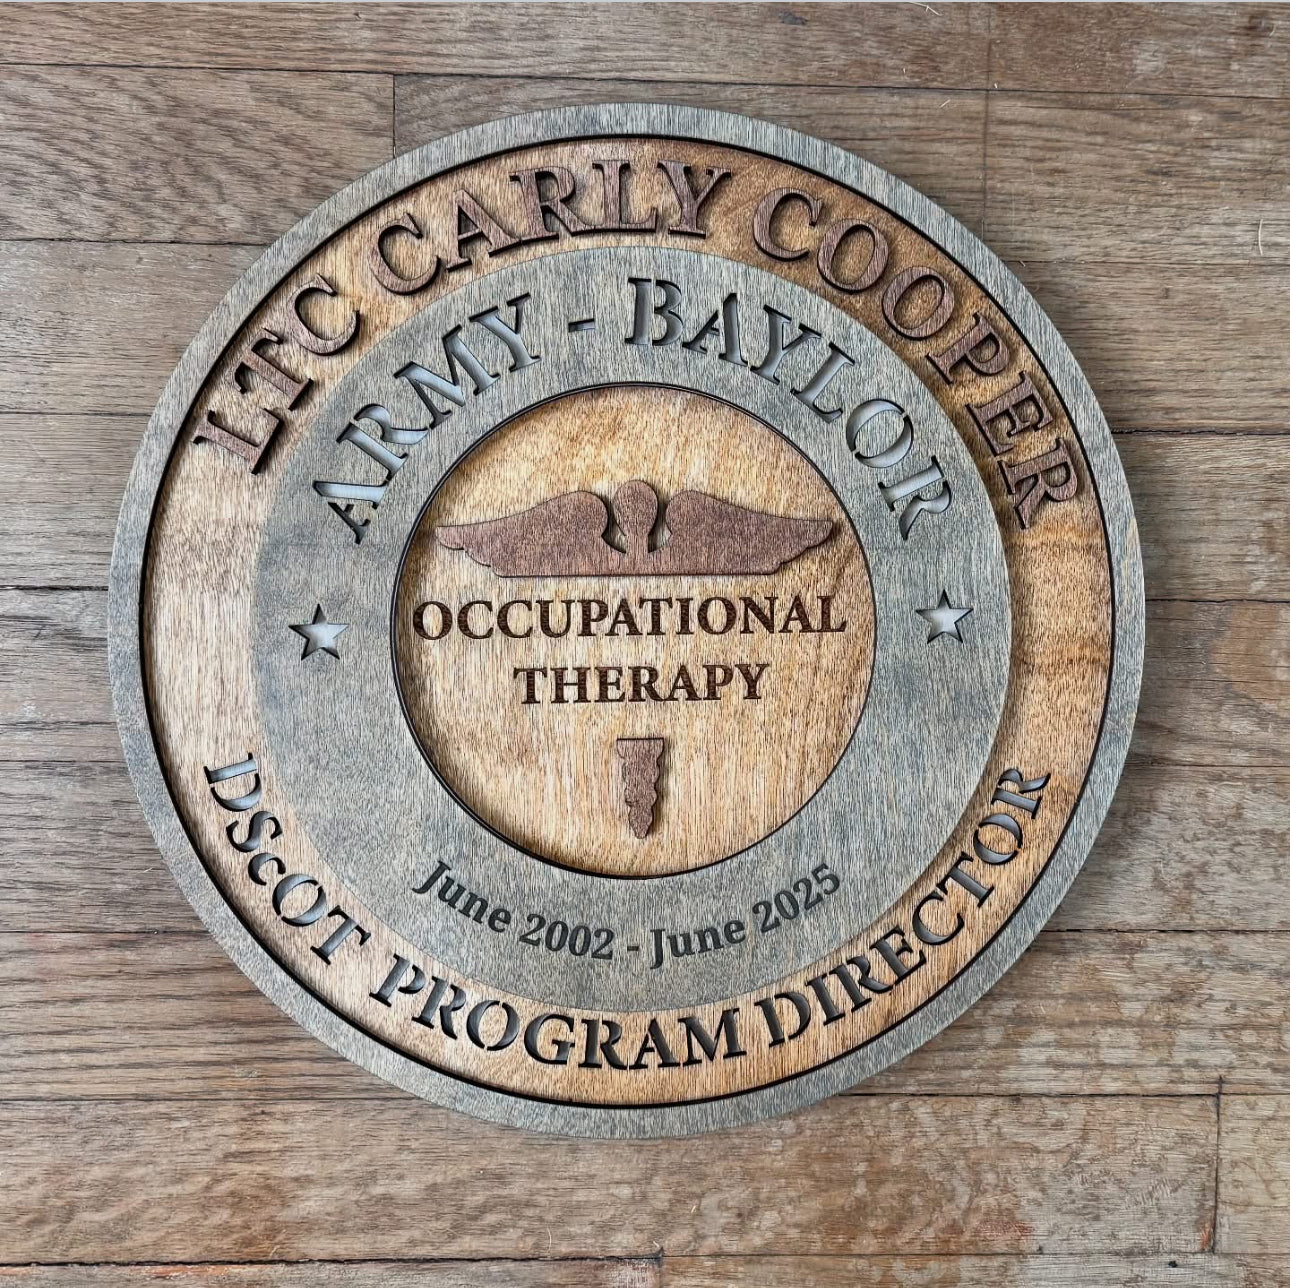 LTC CARLY COOPER
ARMY - BAYLOR
OCCUPATIONAL
THERAPY
June 2002 - June 2025
DScOT PROGRAM DIRECTOR